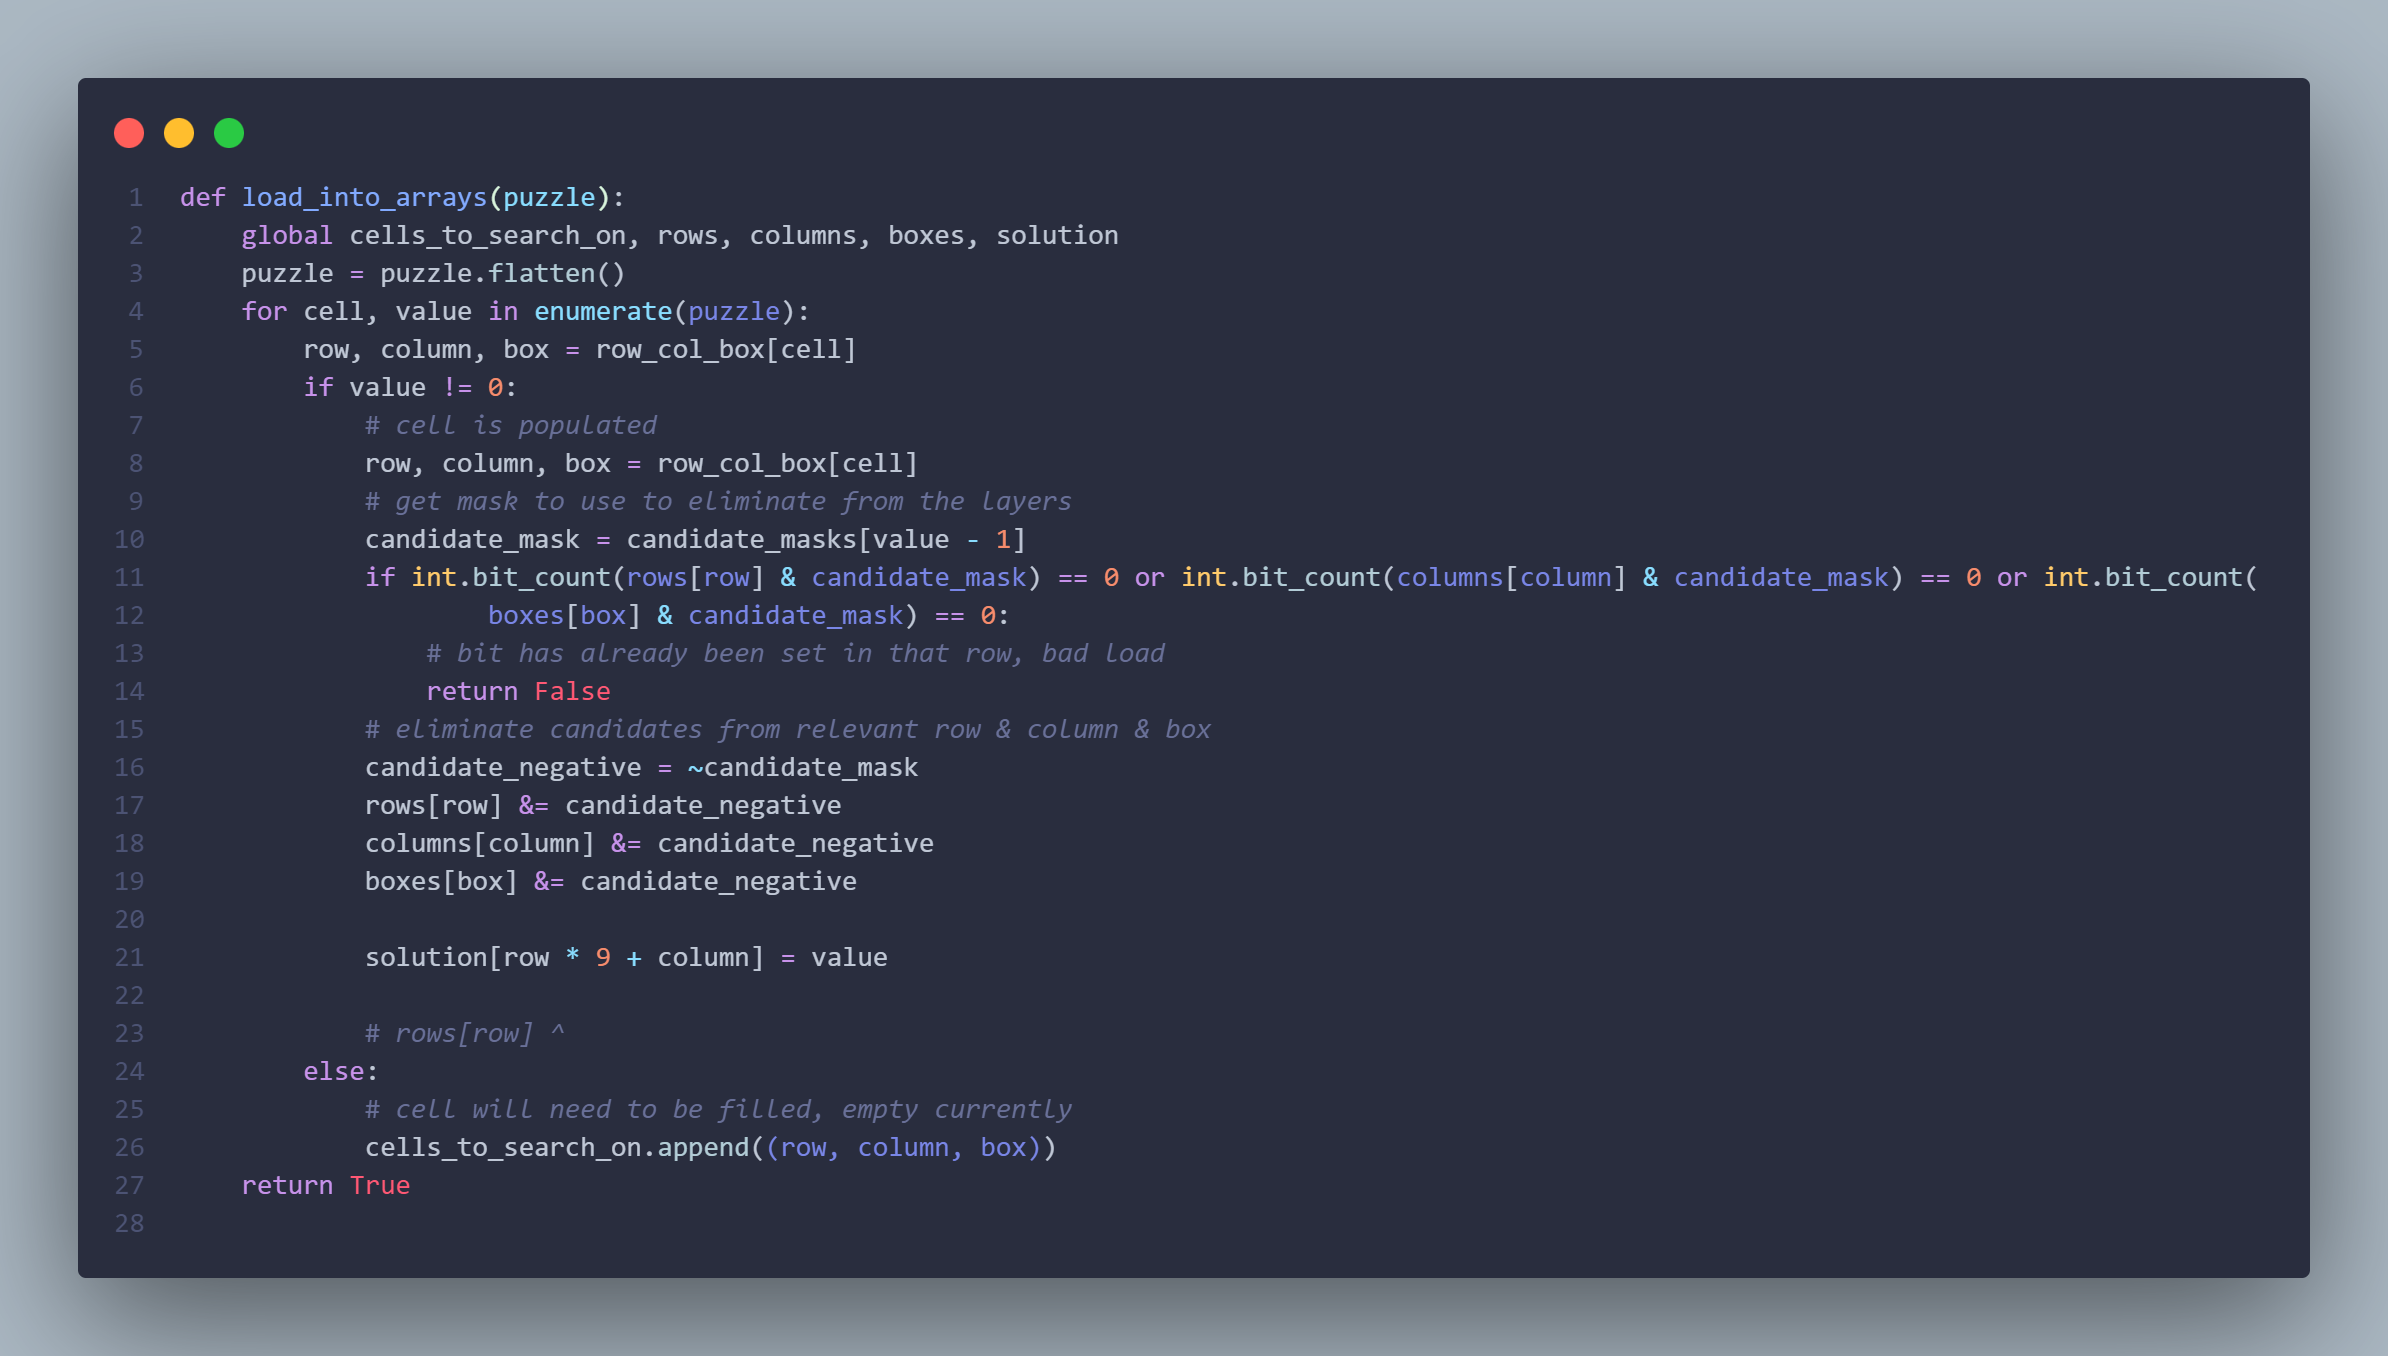 1 def load_into_arrays(puzzle):
2     global cells_to_search_on, rows, columns, boxes, solution
3     puzzle = puzzle.flatten()
4     for cell, value in enumerate(puzzle):
5         row, column, box = row_col_box[cell]
6         if value != 0:
7             # cell is populated
8             row, column, box = row_col_box[cell]
9             # get mask to use to eliminate from the layers
10             candidate_mask = candidate_masks[value - 1]
11             if int.bit_count(rows[row] & candidate_mask) == 0 or int.bit_count(columns[column] & candidate_mask) == 0 or int.bit_count(
12                     boxes[box] & candidate_mask) == 0:
13                 # bit has already been set in that row, bad load
14                 return False
15             # eliminate candidates from relevant row & column & box
16             candidate_negative = ~candidate_mask
17             rows[row] &= candidate_negative
18             columns[column] &= candidate_negative
19             boxes[box] &= candidate_negative
20
21             solution[row * 9 + column] = value
22
23             # rows[row] ^
24         else:
25             # cell will need to be filled, empty currently
26             cells_to_search_on.append((row, column, box))
27     return True
28